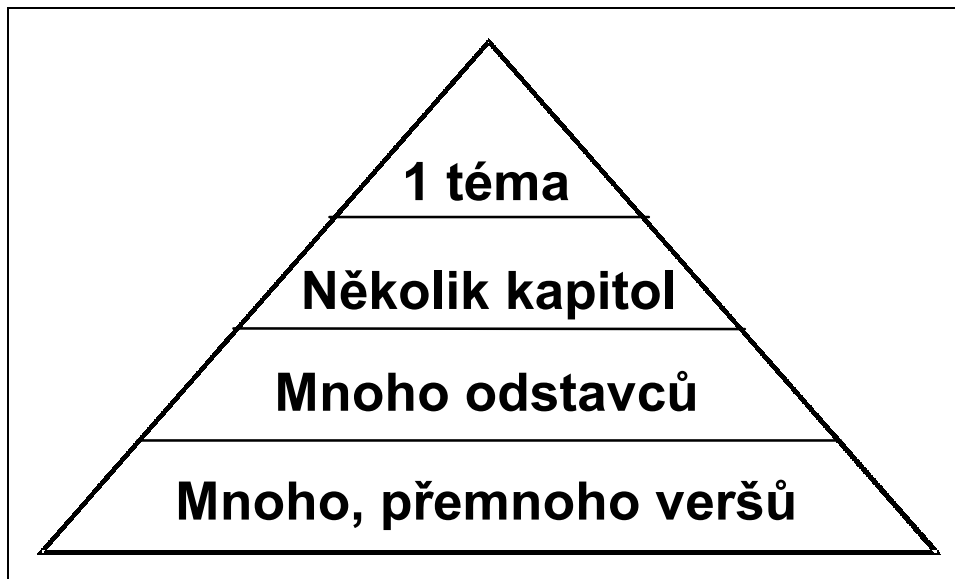 1 téma
Několik kapitol
Mnoho odstavců
Mnoho, přemnoho veršů